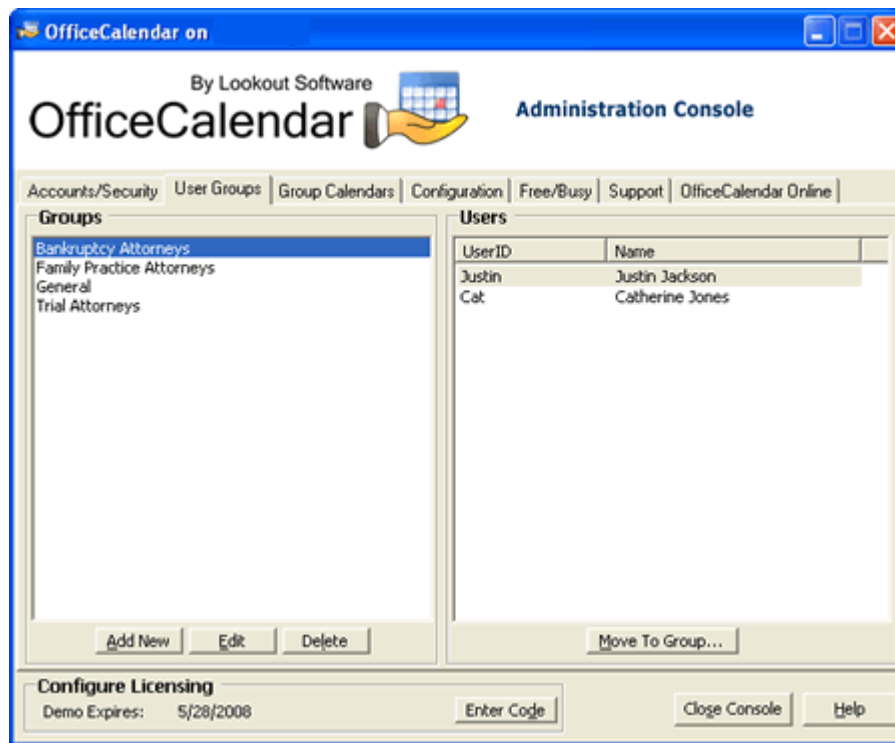 OfficeCalendar on
By Lookout Software
OfficeCalendar
Administration Console
Accounts/Security User Groups Group Calendars Configuration Free/Busy Support OfficeCalendar Online
Groups
Bankruptcy Attorneys
Family Practice Attorneys
General
Trial Attorneys
Add New Edit Delete
Users
UserID Name
Justin Justin Jackson
Cat Catherine Jones
Move To Group...
Configure Licensing
Demo Expires: 5/28/2008
Enter Code
Close Console
Help